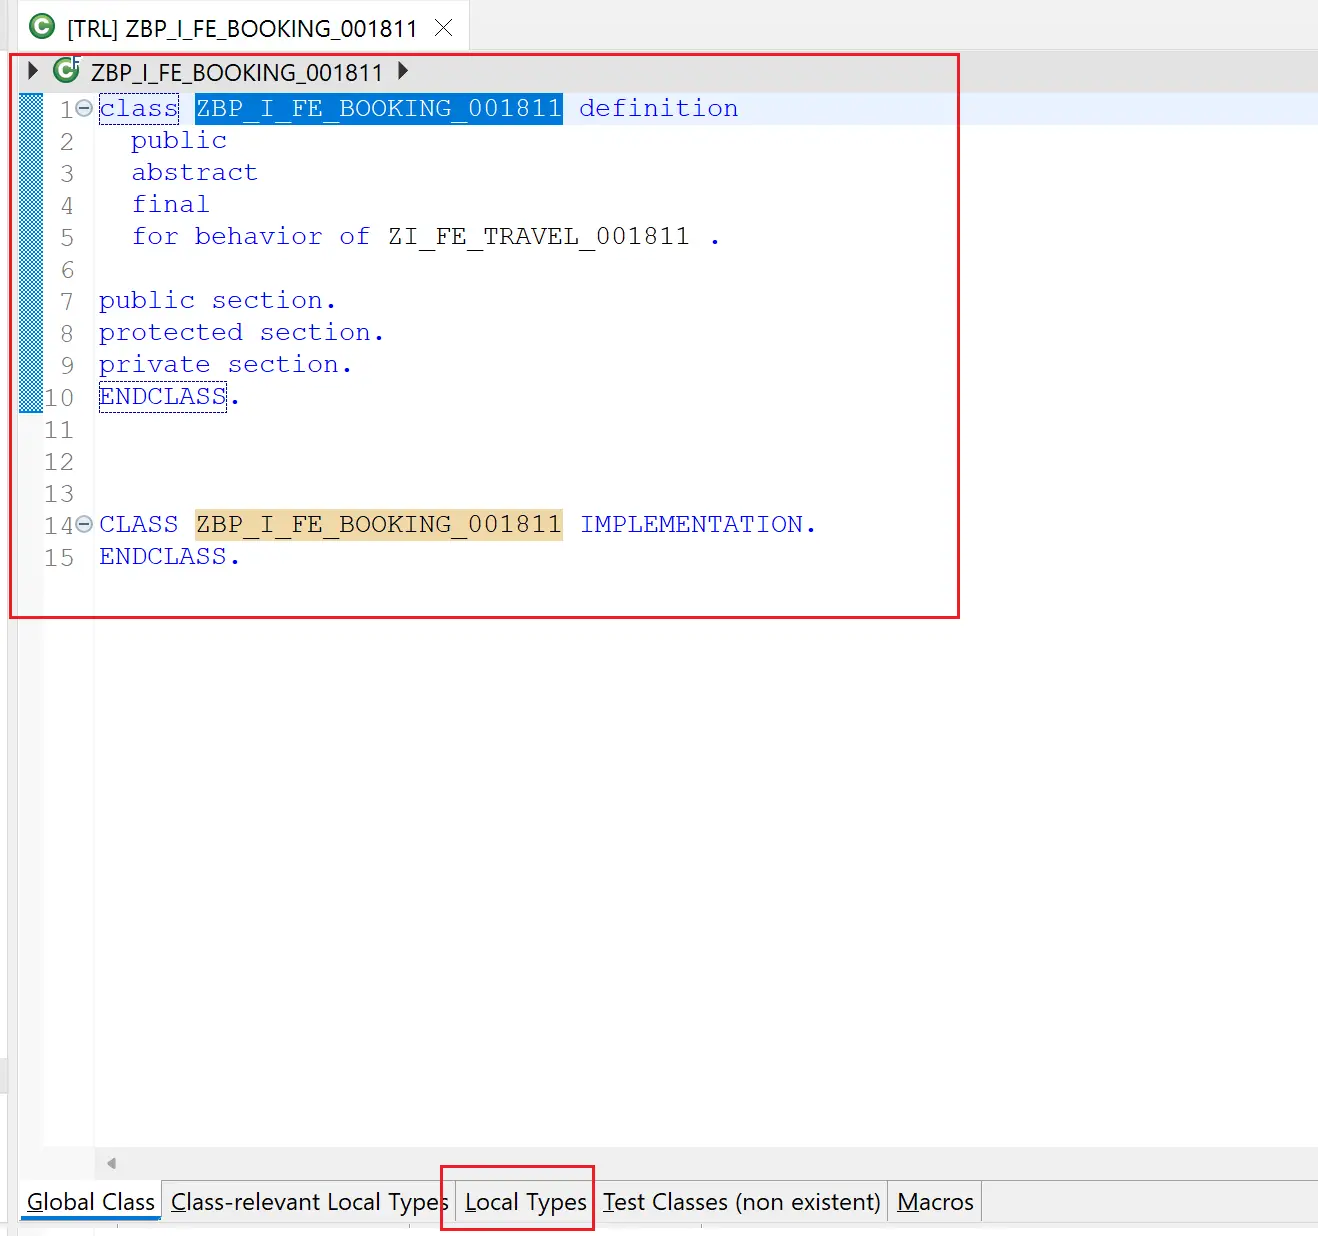 [TRL] ZBP_I_FE_BOOKING_001811
ZBP_I_FE_BOOKING_001811
1 class ZBP_I_FE_BOOKING_001811 definition
2 public
3 abstract
4 final
5 for behavior of ZI_FE_TRAVEL_001811 .
6
7 public section.
8 protected section.
9 private section.
10 ENDCLASS.
11
12
13
14 CLASS ZBP_I_FE_BOOKING_001811 IMPLEMENTATION.
15 ENDCLASS.
Global Class Class-relevant Local Types Local Types Test Classes (non existent) Macros